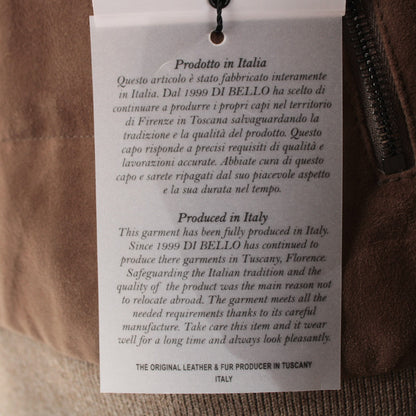 Prodotto in Italia
Questo articolo è stato fabbricato interamente
in Italia. Dal 1999 DI BELLO ha scelto di
continuare a produrre i propri capi nel territorio
di Firenze in Toscana salvaguardando la
tradizione e la qualità del prodotto. Questo
capo risponde a precisi requisiti di qualità e
lavorazioni accurate. Abbiate cura di questo
capo e sarete ripagati dal suo piacevole aspetto
e la sua durata nel tempo.
Produced in Italy
This garment has been fully produced in Italy.
Since 1999 DI BELLO has continued to
produce there garments in Tuscany, Florence.
Safeguarding the Italian tradition and the
quality of the product was the main reason not
to relocate abroad. The garment meets all the
needed requirements thanks to its careful
manufacture. Take care this item and it wear
well for a long time and always look pleasantly.
THE ORIGINAL LEATHER & FUR PRODUCER IN TUSCANY
ITALY